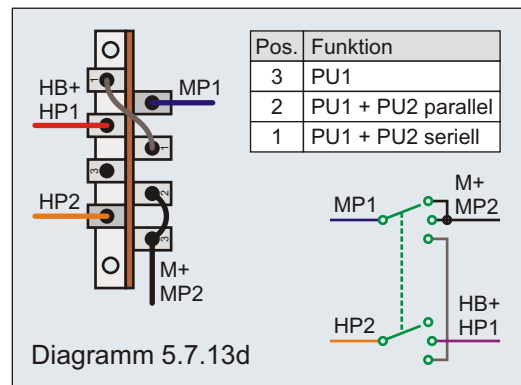 Pos. Funktion
3 PU1
2 PU1 + PU2 parallel
1 PU1 + PU2 seriell
HB+
HP1
MP1
HP2
M+
MP2
1
3
1
2
3
MP1
M+
MP2
HP2
HB+
HP1
Diagramm 5.7.13d